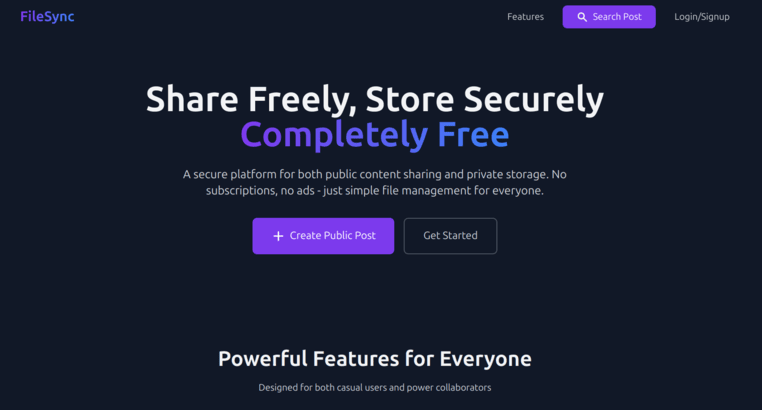 FileSync
Features
Search Post
Login/Signup
Share Freely, Store Securely
Completely Free
A secure platform for both public content sharing and private storage. No
subscriptions, no ads - just simple file management for everyone.
Create Public Post
Get Started
Powerful Features for Everyone
Designed for both casual users and power collaborators